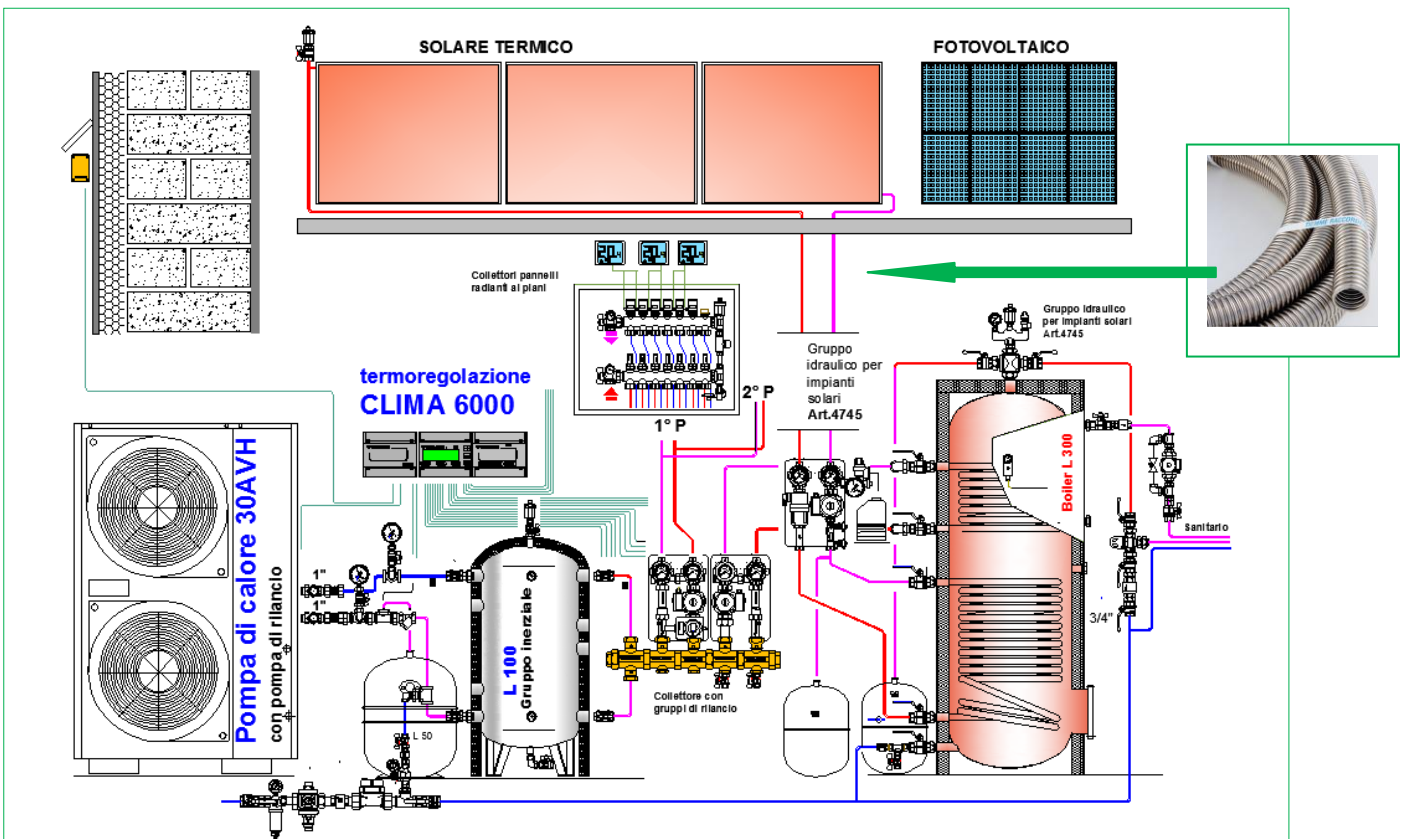 SOLARE TERMICO
FOTOVOLTAICO
Collettori pannelli
radianti ai piani
Gruppo idraulico
per impianti solari
Art.4745
Gruppo
idraulico per
impianti
solari
Art.4745
termoregolazione
CLIMA 6000
2° P
1° P
Pompa di calore 30AVH
con pompa di rilancio
1"
1"
L 100
Gruppo inerziale
Boiler L 300
Sanitario
3/4"
Collettore con
gruppi di rilancio
L 50